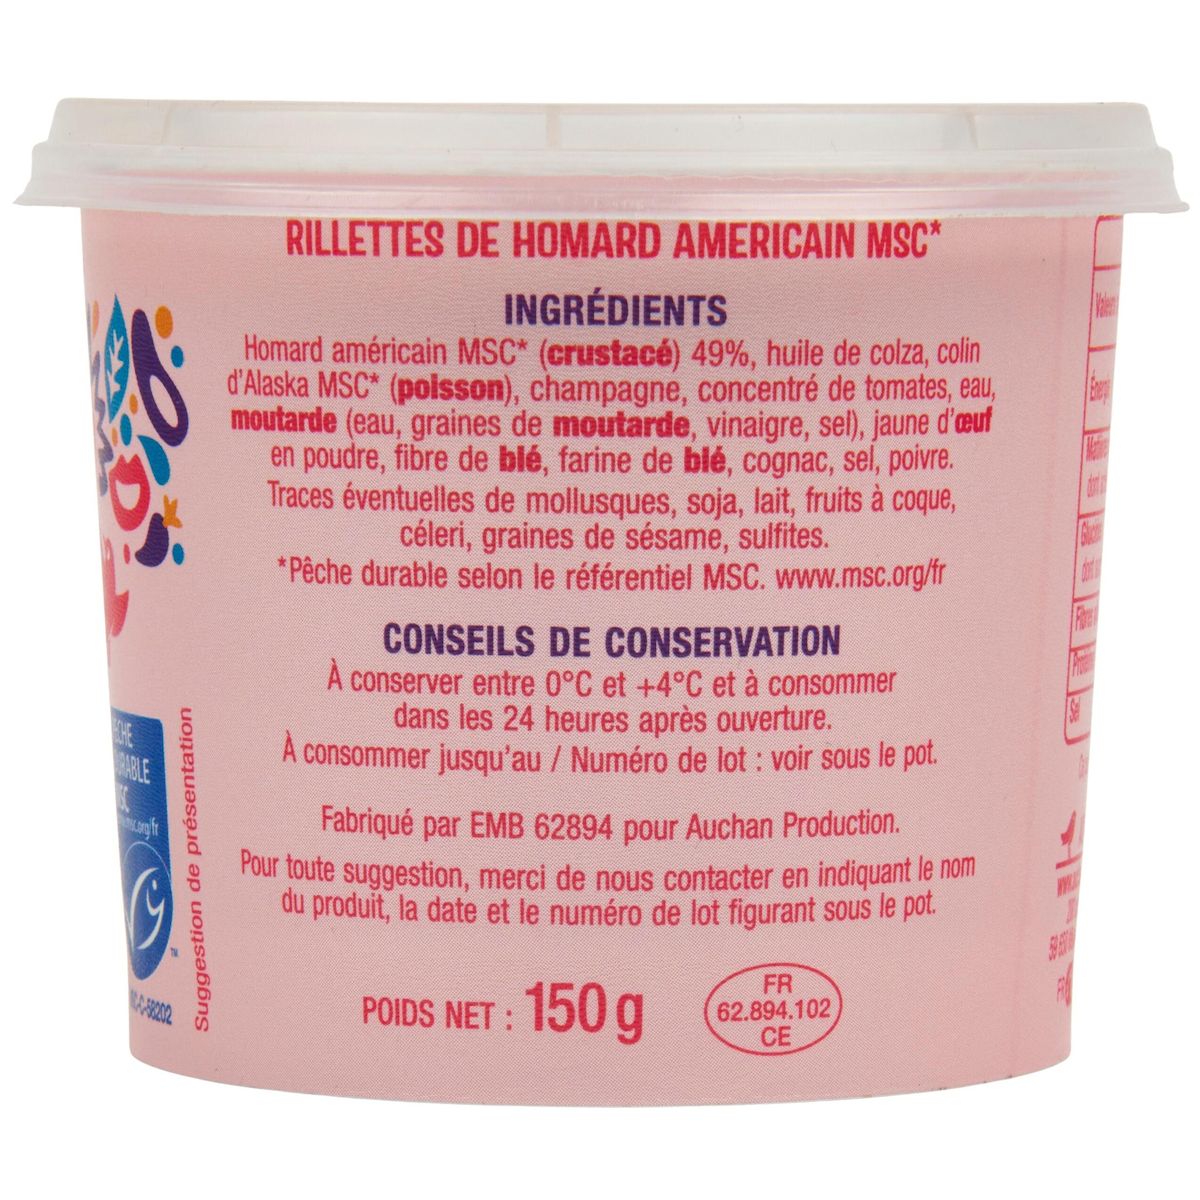 RILLETTES DE HOMARD AMERICAIN MSC*
INGRÉDIENTS
Homard américain MSC* (crustacé) 49%, huile de colza, colin
d'Alaska MSC* (poisson), champagne, concentré de tomates, eau,
moutarde (eau, graines de moutarde, vinaigre, sel), jaune d'œuf
en poudre, fibre de blé, farine de blé, cognac, sel, poivre.
Traces éventuelles de mollusques, soja, lait, fruits à coque,
céleri, graines de sésame, sulfites.
*Pêche durable selon le référentiel MSC. www.msc.org/fr
CONSEILS DE CONSERVATION
À conserver entre 0°C et +4°C et à consommer
dans les 24 heures après ouverture.
À consommer jusqu'au / Numéro de lot : voir sous le pot.
Fabriqué par EMB 62894 pour Auchan Production.
Pour toute suggestion, merci de nous contacter en indiquant le nom
du produit, la date et le numéro de lot figurant sous le pot.
POIDS NET : 150 g
FR
62.894.102
CE
Suggestion de présentation
MSC
.msc.org/fr
TM
-C-58202
Sel